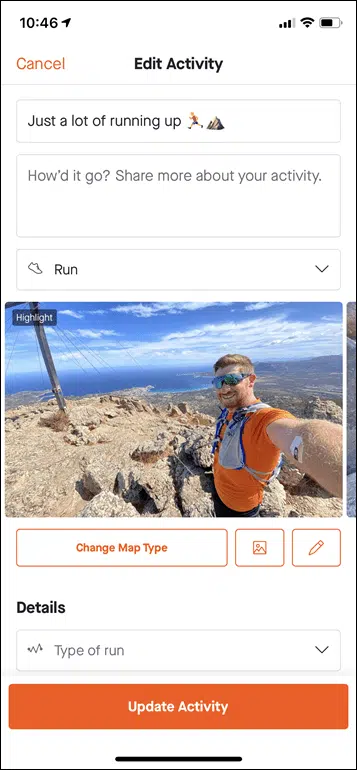 10:46
Cancel
Edit Activity
Just a lot of running up 🏃⛰️
How'd it go? Share more about your activity.
Run
Highlight
Change Map Type
Details
Type of run
Update Activity